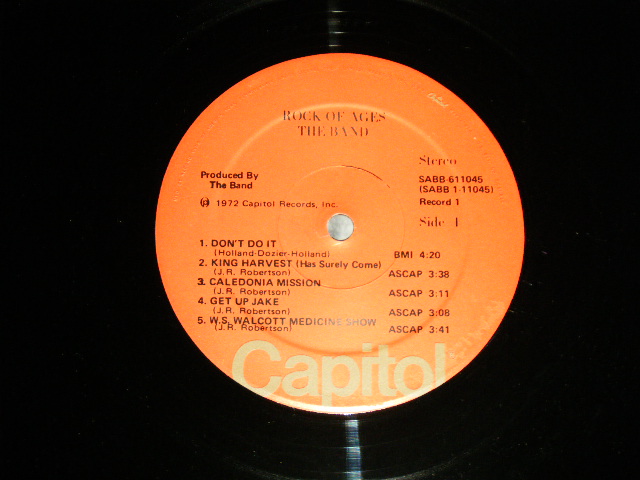 ROCK OF AGES
THE BAND
Stereo
Produced By
The Band
SABB-611045
(SABB 1-11045)
Record 1
Ⓟ 1972 Capitol Records, Inc.
Side 1
1. DON'T DO IT
(Holland-Dozier-Holland) BMI 4:20
2. KING HARVEST (Has Surely Come)
(J.R. Robertson) ASCAP 3:38
3. CALEDONIA MISSION
(J.R. Robertson) ASCAP 3:11
4. GET UP JAKE
(J.R. Robertson) ASCAP 3:08
5. W.S. WALCOTT MEDICINE SHOW
(J.R. Robertson) ASCAP 3:41
Capitol